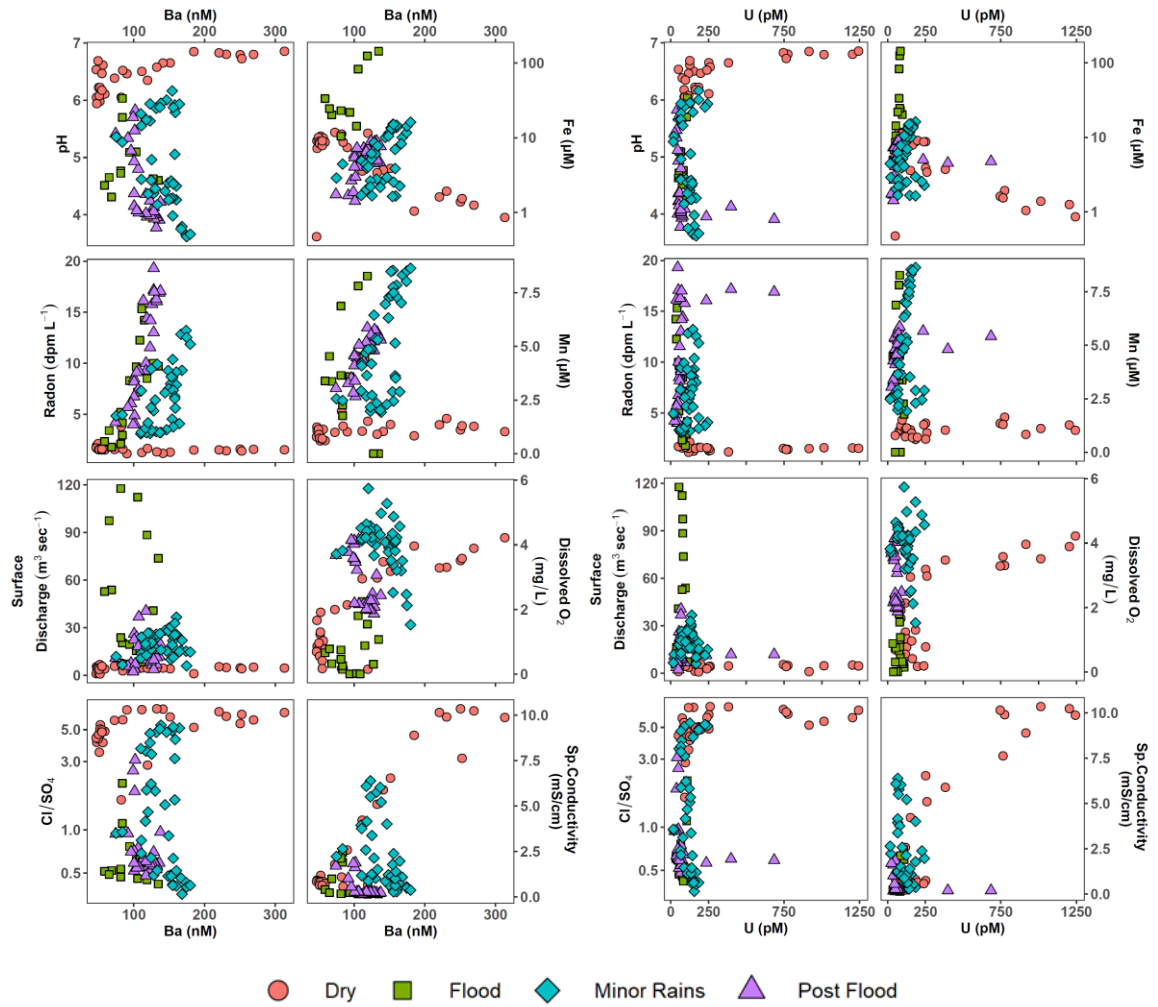 Ba (nM) Ba (nM) U (pM) U (pM)
100 200 300 100 200 300 0 250 750 1250 0 250 750 1250
7
6
5
4
pH
100
10
1
Fe
(μM)
7
6
5
4
pH
100
10
1
Fe
(μM)
20
15
10
5
Radon (dpm L⁻¹)
7.5
5.0
2.5
0.0
Mn
(μM)
20
15
10
5
Radon (dpm L⁻¹)
7.5
5.0
2.5
0.0
Mn
(μM)
120
90
60
30
0
Surface
Discharge (m³ sec⁻¹)
6
4
2
0
Dissolved O₂
(mg/L)
120
90
60
30
0
Surface
Discharge (m³ sec⁻¹)
6
4
2
0
Dissolved O₂
(mg/L)
5.0
3.0
1.0
0.5
Cl/SO₄
10.0
7.5
5.0
2.5
0.0
Sp.Conductivity
(mS/cm)
5.0
3.0
1.0
0.5
Cl/SO₄
10.0
7.5
5.0
2.5
0.0
Sp.Conductivity
(mS/cm)
100 200 300 100 200 300 0 250 750 1250 0 250 750 1250
Ba (nM) Ba (nM) U (pM) U (pM)
Dry Flood Minor Rains Post Flood